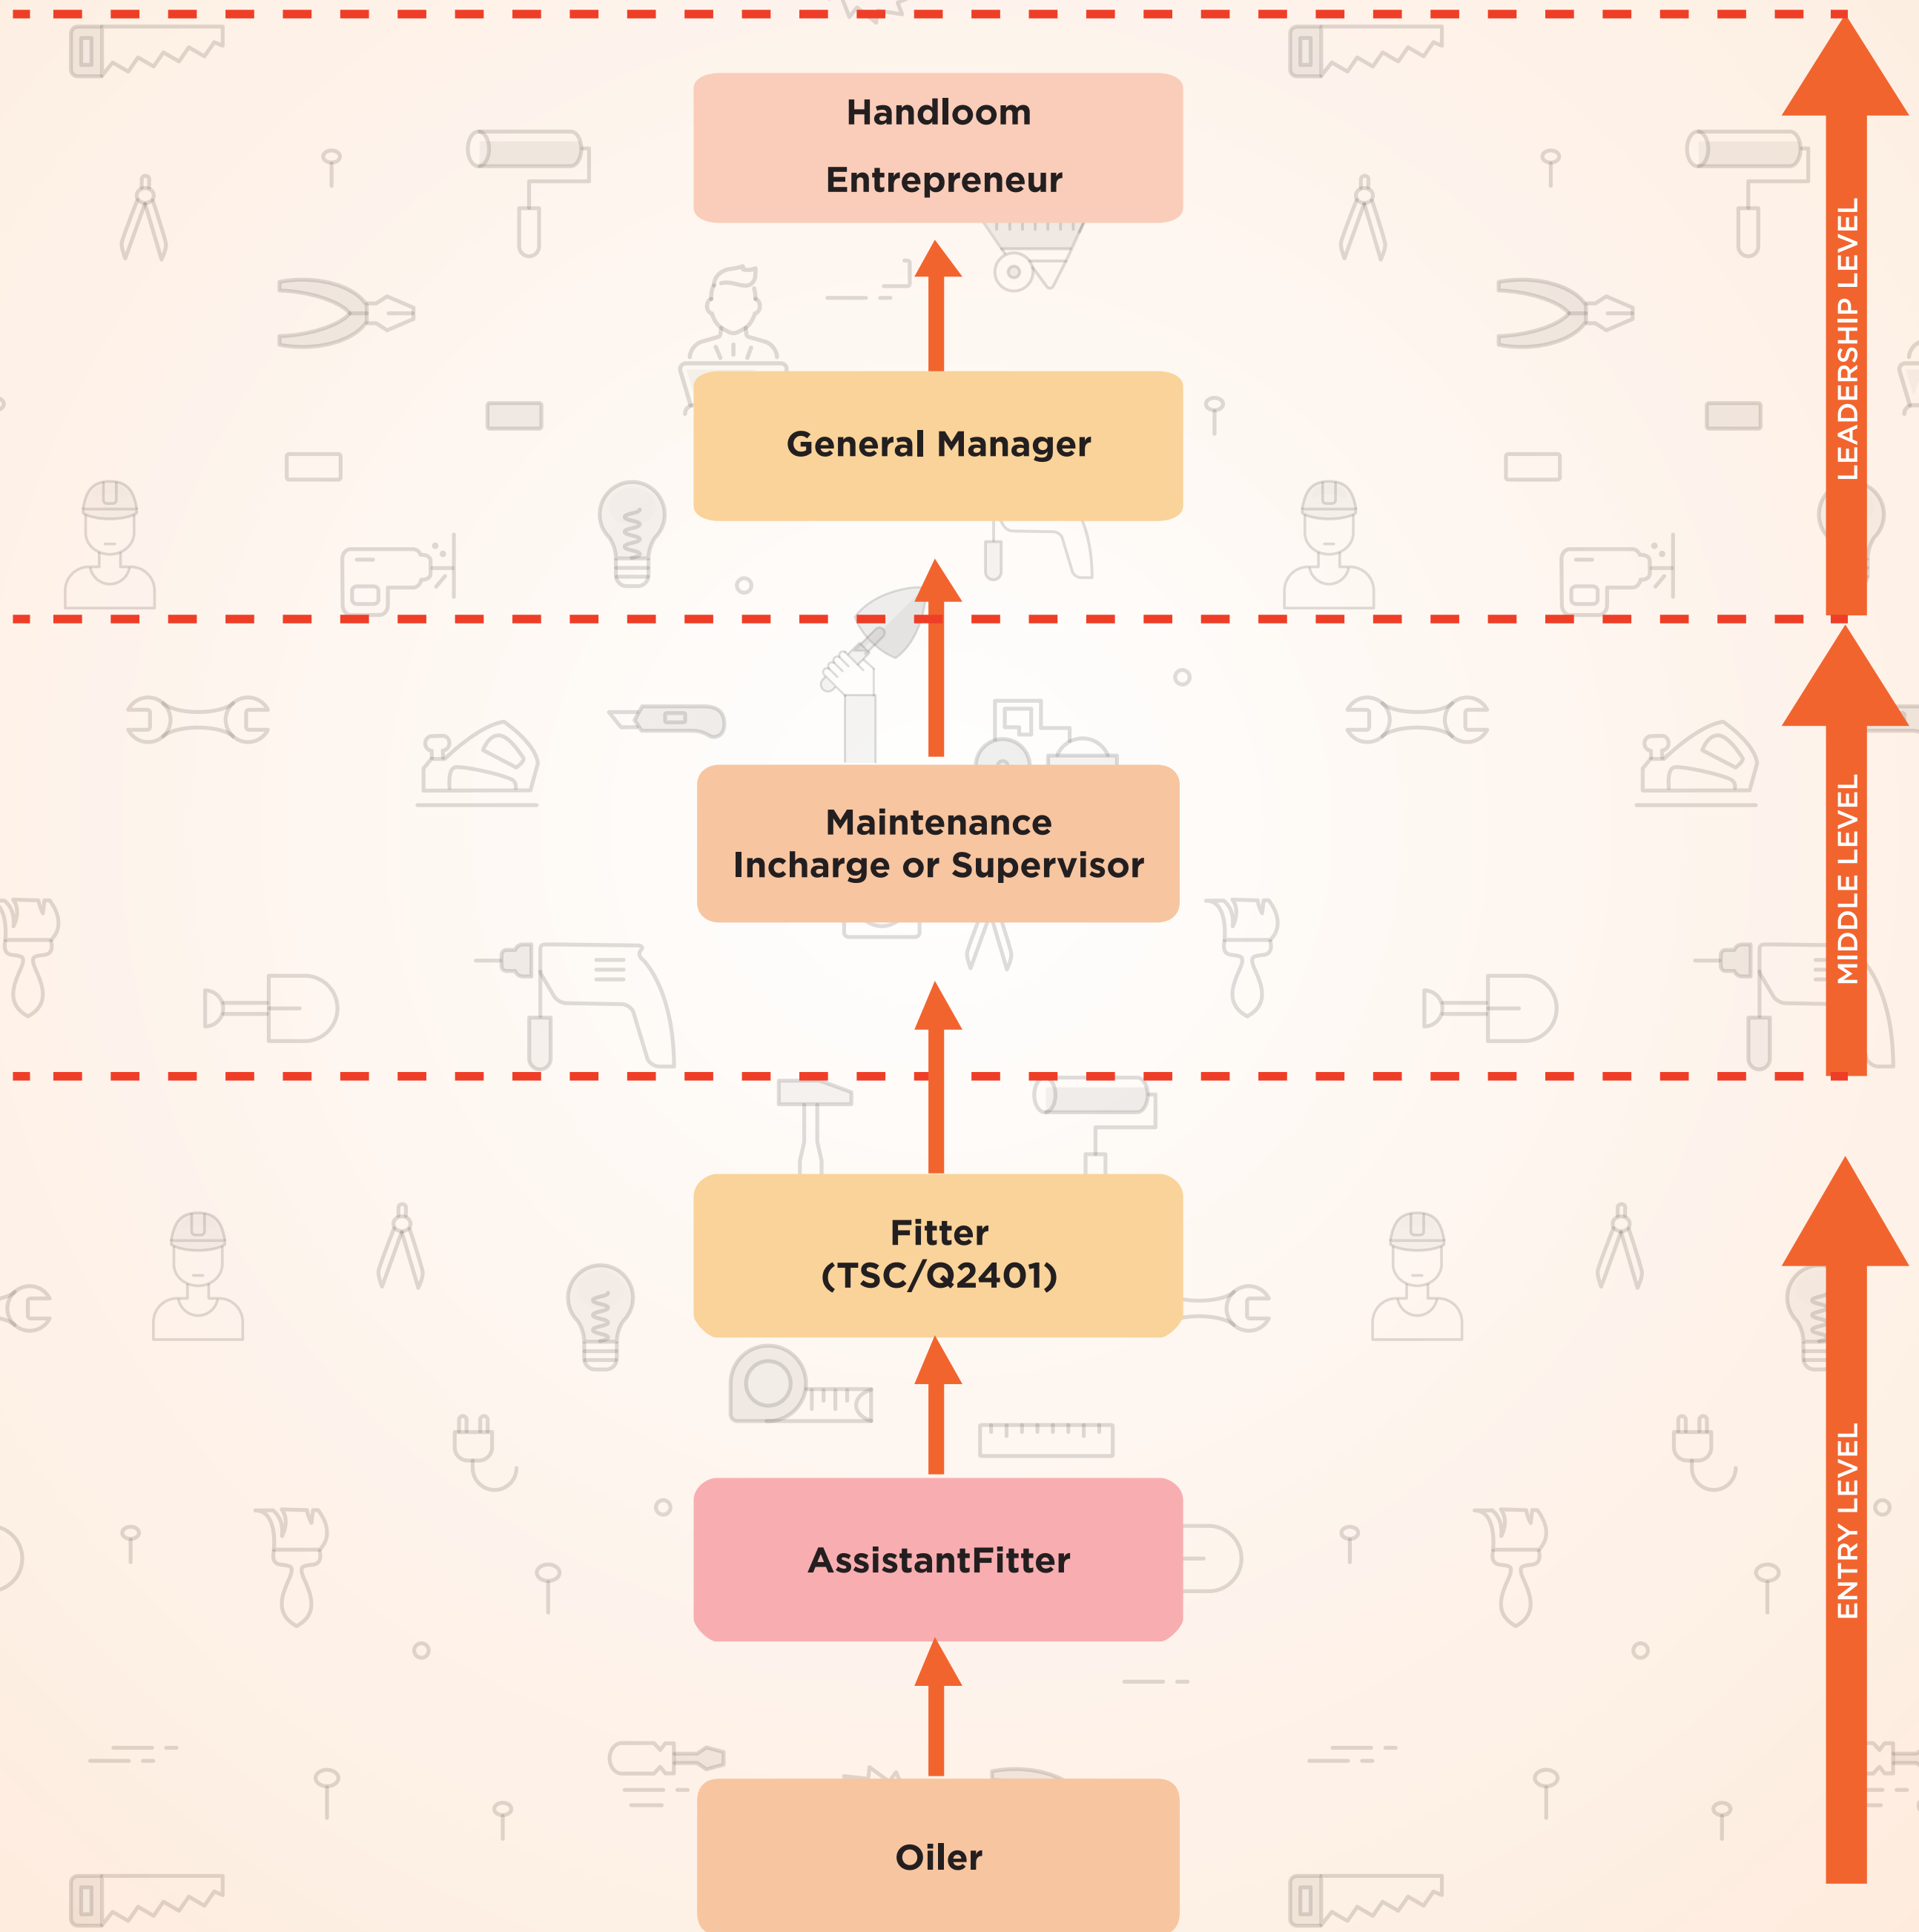 Handloom
Entrepreneur
LEADERSHIP LEVEL
General Manager
Maintenance
Incharge or Supervisor
MIDDLE LEVEL
Fitter
(TSC/Q2401)
AssistantFitter
ENTRY LEVEL
Oiler